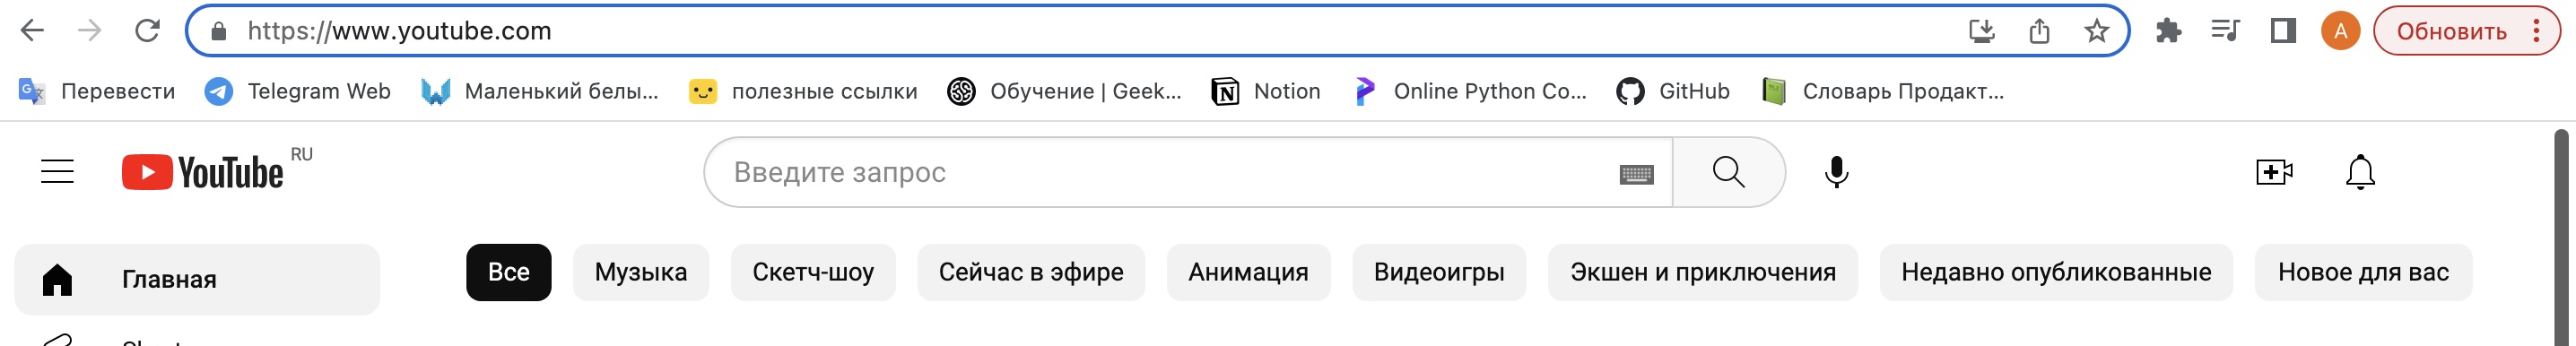 https://www.youtube.com
A
Обновить
Перевести
Telegram Web
Маленький белы...
полезные ссылки
Обучение | Geek...
Notion
Online Python Co...
GitHub
Словарь Продакт...
YouTube RU
Введите запрос
Главная
Все
Музыка
Скетч-шоу
Сейчас в эфире
Анимация
Видеоигры
Экшен и приключения
Недавно опубликованные
Новое для вас